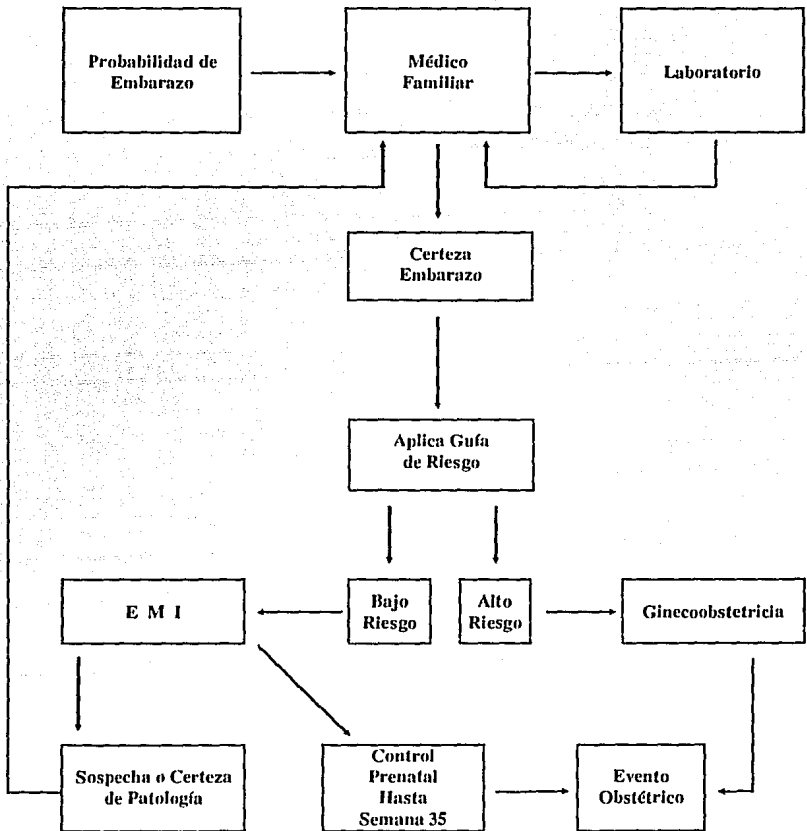 Probabilidad de
Embarazo
Médico
Familiar
Laboratorio
Certeza
Embarazo
Aplica Guía
de Riesgo
E M I
Bajo
Riesgo
Alto
Riesgo
Ginecoobstetricia
Sospecha o Certeza
de Patología
Control
Prenatal
Hasta
Semana 35
Evento
Obstétrico